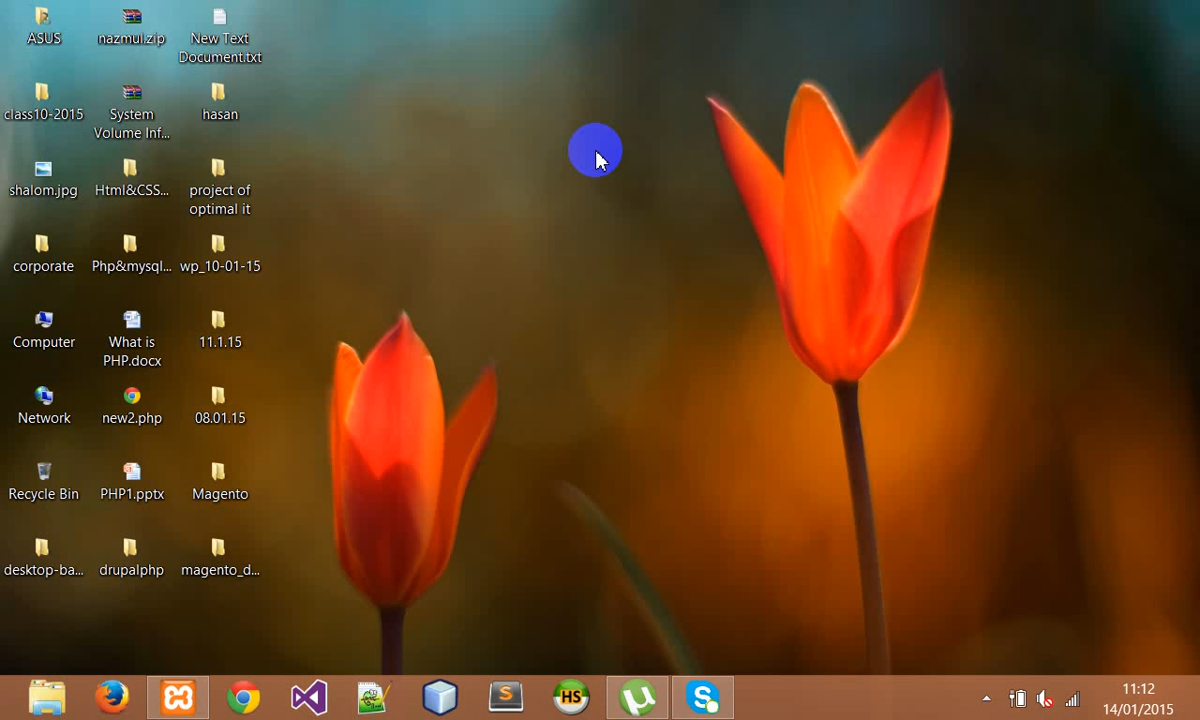 ASUS
nazmul.zip
New Text
Document.txt
class10-2015
System
Volume Inf...
hasan
shalom.jpg
Html&CSS...
project of
optimal it
corporate
Php&mysql...
wp_10-01-15
Computer
What is
PHP.docx
11.1.15
Network
new2.php
08.01.15
Recycle Bin
PHP1.pptx
Magento
desktop-ba...
drupalphp
magento_d...
S
HS
S
11:12
14/01/2015